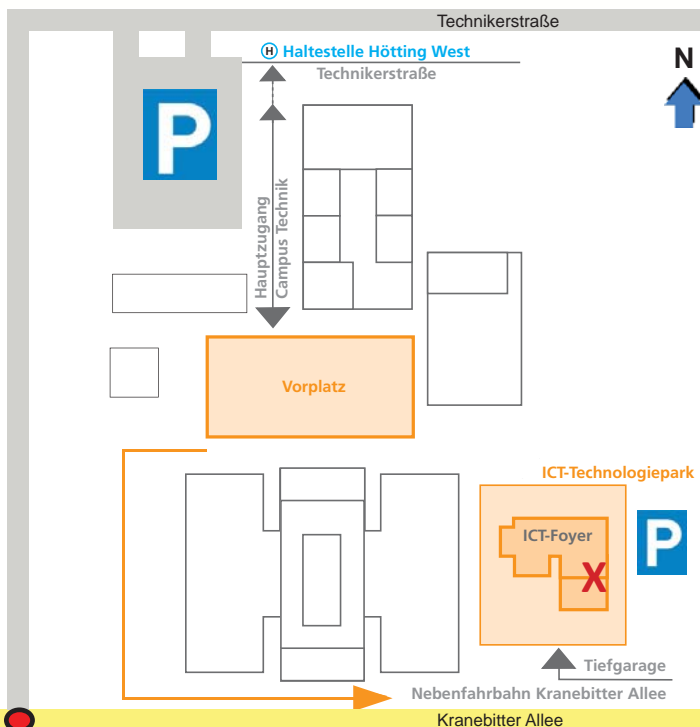 Technikerstraße
H Haltestelle Hötting West
Technikerstraße
N
P
Hauptzugang
Campus Technik
Vorplatz
ICT-Technologiepark
ICT-Foyer
P
X
Tiefgarage
Nebenfahrbahn Kranebitter Allee
Kranebitter Allee